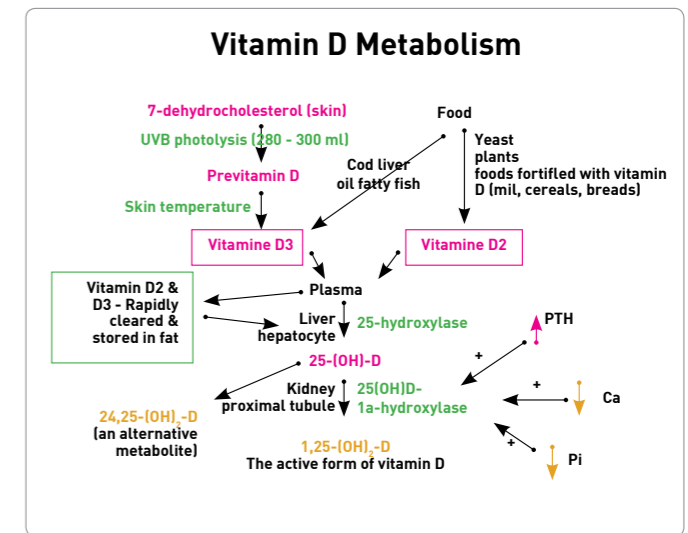 Vitamin D Metabolism
7-dehydrocholesterol (skin)
UVB photolysis (280 - 300 ml)
Previtamin D
Skin temperature
Food
Cod liver
oil fatty fish
Yeast
plants
foods fortifled with vitamin
D (mil, cereals, breads)
Vitamine D3
Vitamine D2
Plasma
Vitamin D2 &
D3 - Rapidly
cleared &
stored in fat
Liver
hepatocyte
25-hydroxylase
PTH
+
25-(OH)-D
Kidney
proximal tubule
25(OH)D-
1a-hydroxylase
+
Ca
24,25-(OH)₂-D
(an alternative
metabolite)
1,25-(OH)₂-D
The active form of vitamin D
+
Pi